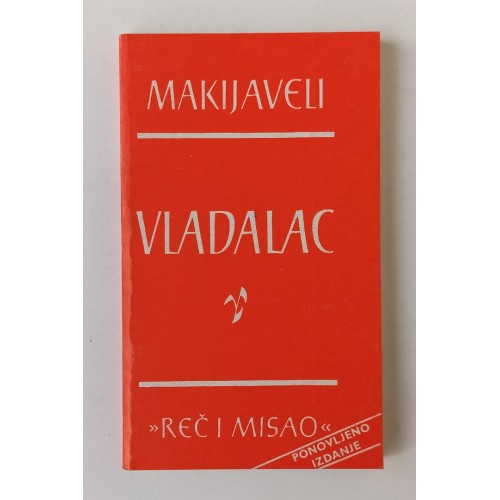 MAKIJAVELI
VLADALAC
»REČ I MISAO«
PONOVLJENO
IZDANJE